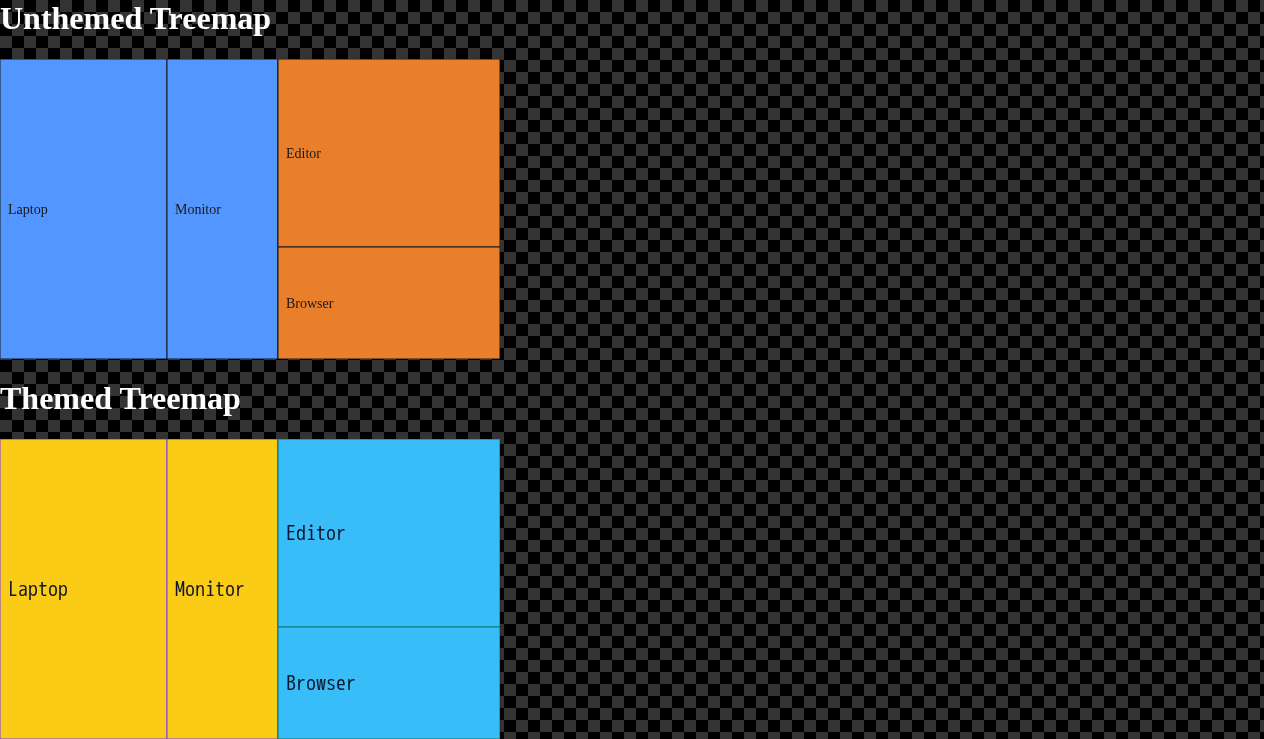 Unthemed Treemap
Editor
Laptop
Monitor
Browser
Themed Treemap
Editor
Laptop
Monitor
Browser